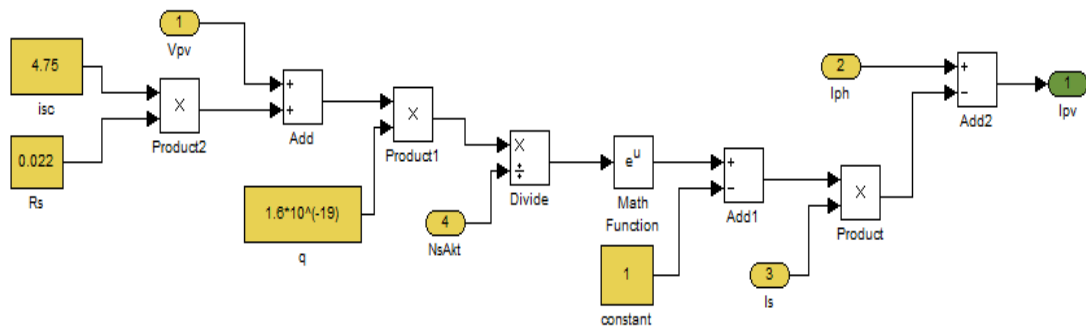 1
Vpv
4.75
isc
×
Product2
0.022
Rs
+
+
Add
×
Product1
1.6*10^(-19)
q
×
÷
Divide
4
NsAkt
e^u
Math
Function
1
constant
+
−
Add1
3
Is
×
Product
2
Iph
+
−
Add2
1
Ipv